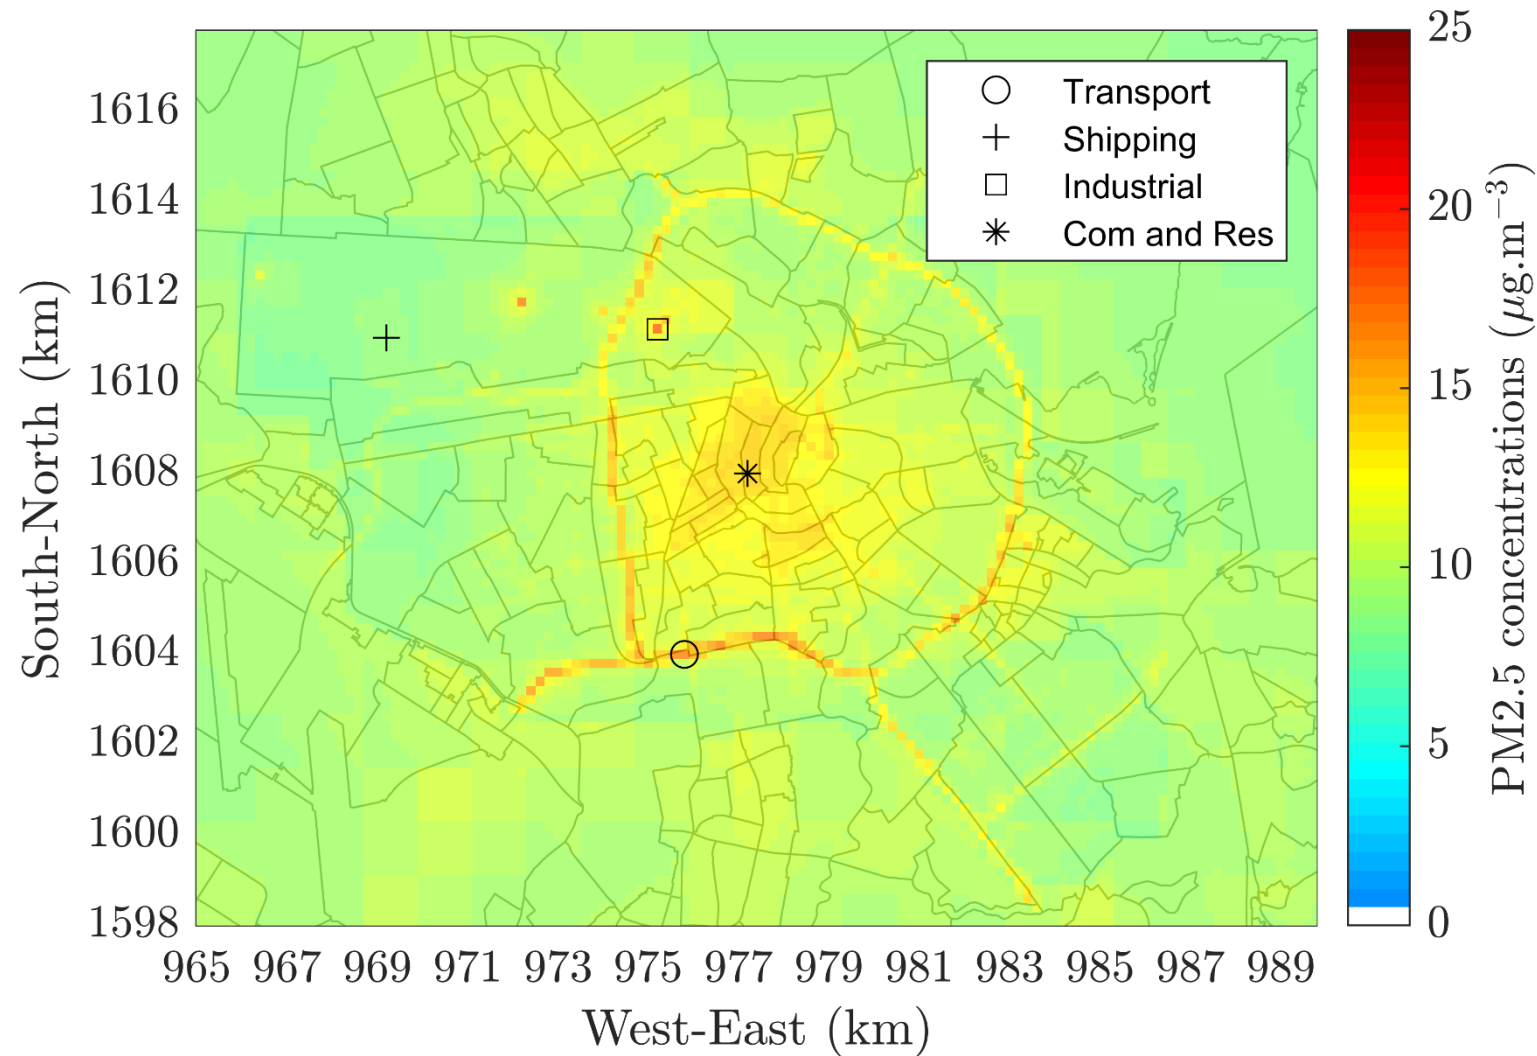 25
20
15
10
5
0
PM2.5 concentrations (μg.m⁻³)
Transport
Shipping
Industrial
Com and Res
1616
1614
1612
1610
1608
1606
1604
1602
1600
1598
South-North (km)
965 967 969 971 973 975 977 979 981 983 985 987 989
West-East (km)